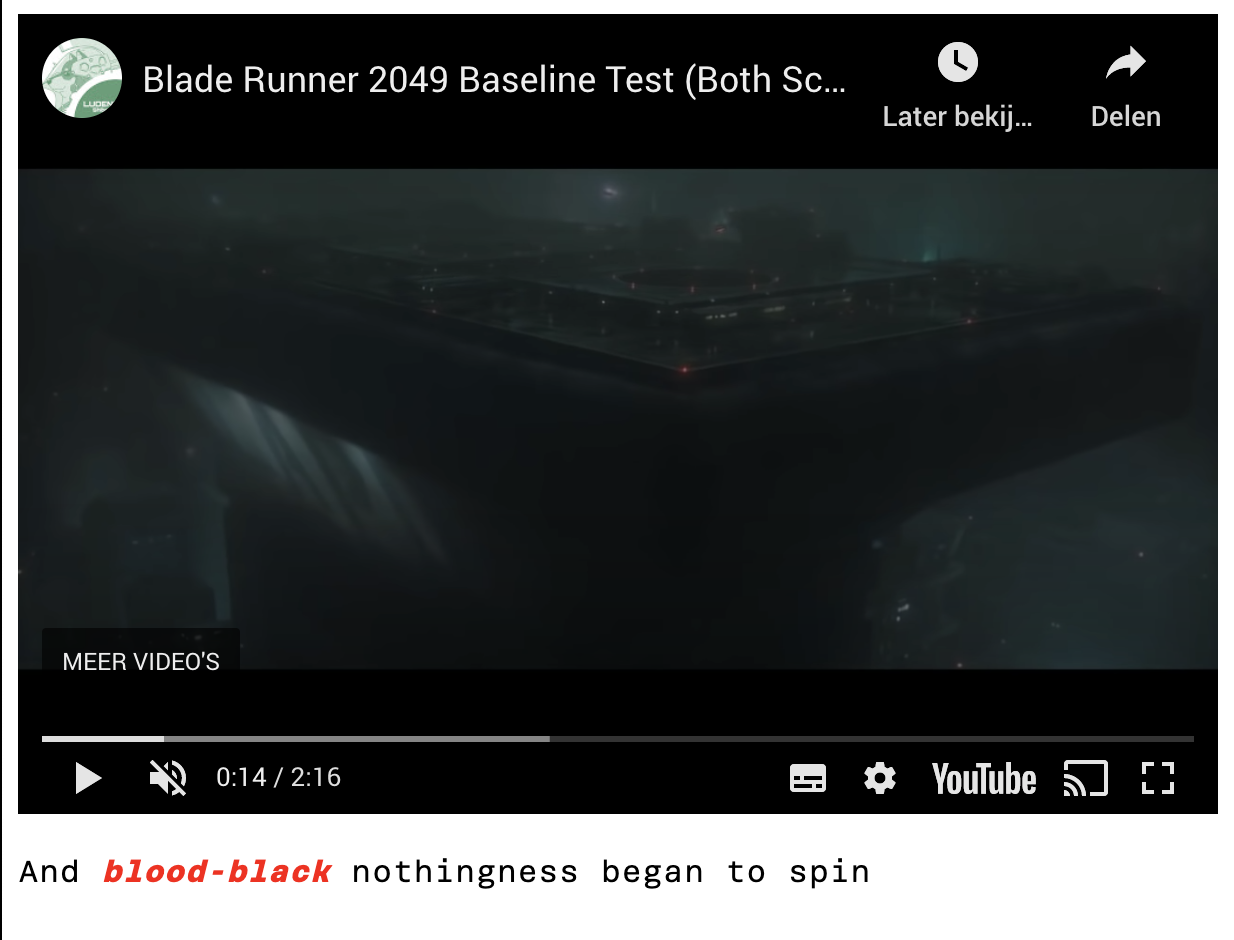 LUDEN
Blade Runner 2049 Baseline Test (Both Sc...
Later bekij...
Delen
MEER VIDEO'S
0:14 / 2:16
YouTube
And blood-black nothingness began to spin